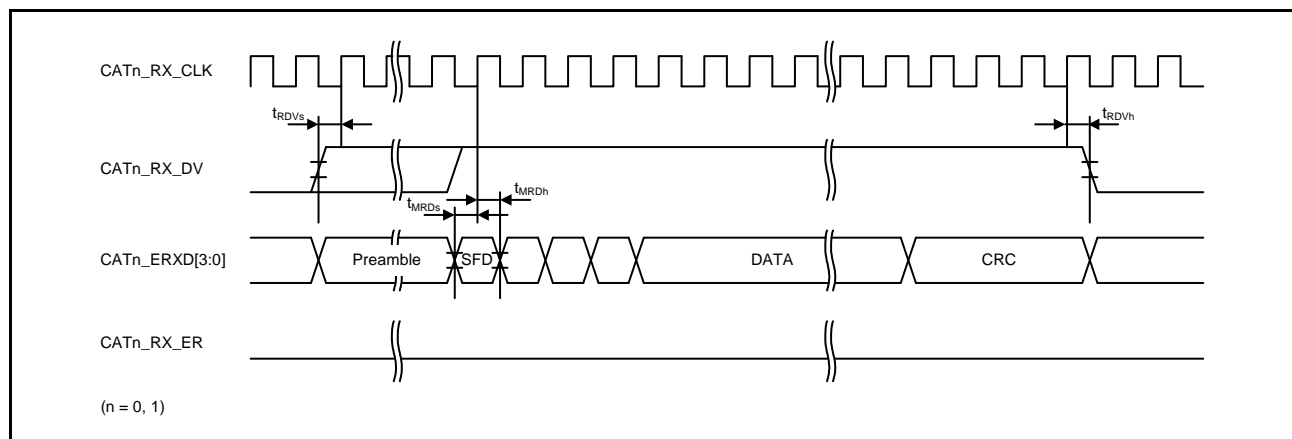 CATn_RX_CLK
tRDVs
tRDVh
CATn_RX_DV
tMRDs
tMRDh
CATn_ERXD[3:0]
Preamble
SFD
DATA
CRC
CATn_RX_ER
(n = 0, 1)